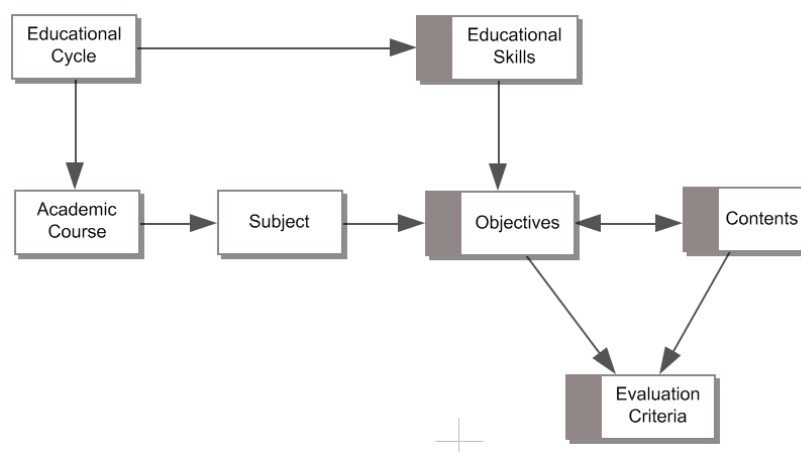 Educational
Cycle
Educational
Skills
Academic
Course
Subject
Objectives
Contents
Evaluation
Criteria